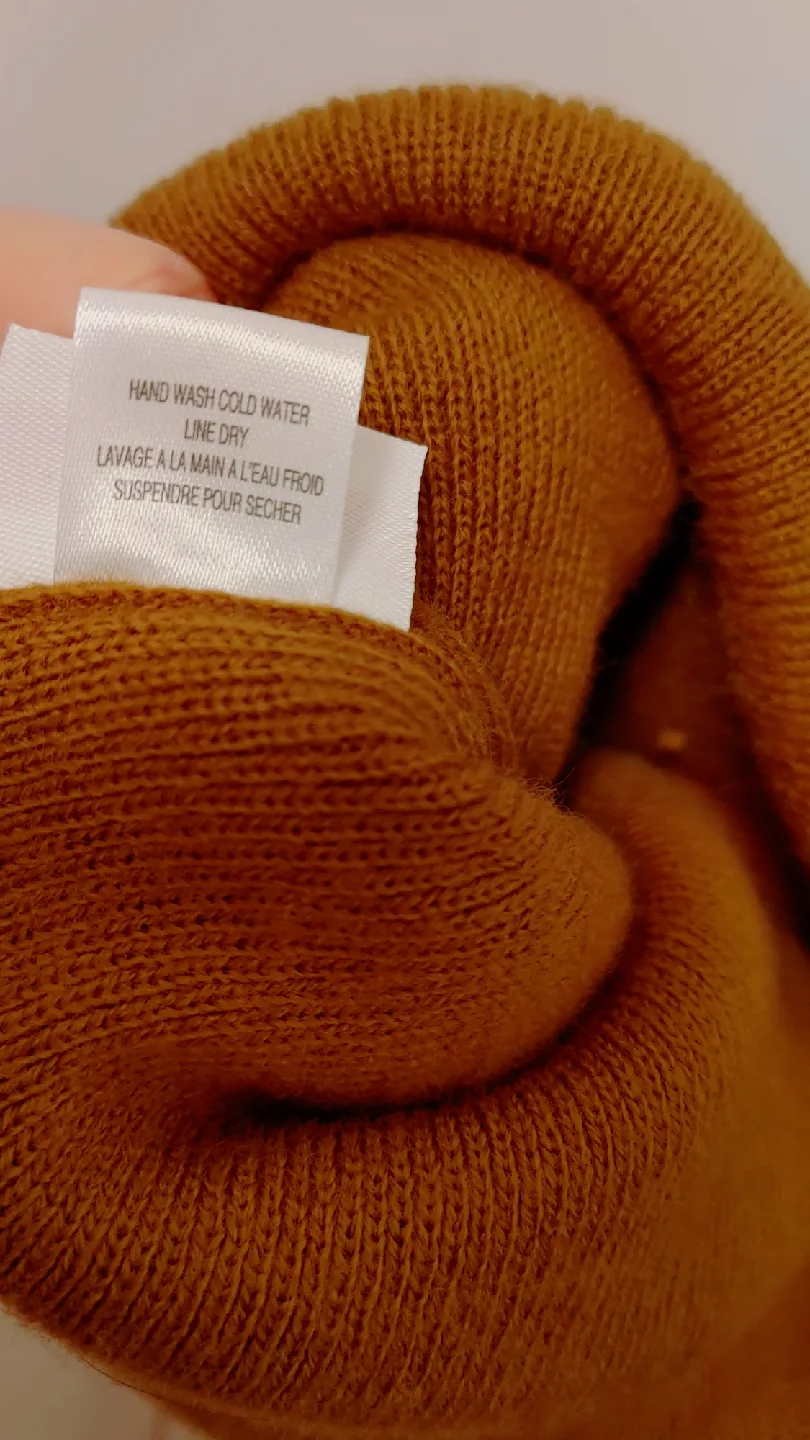 HAND WASH COLD WATER
LINE DRY
LAVAGE A LA MAIN A L'EAU FROID
SUSPENDRE POUR SECHER